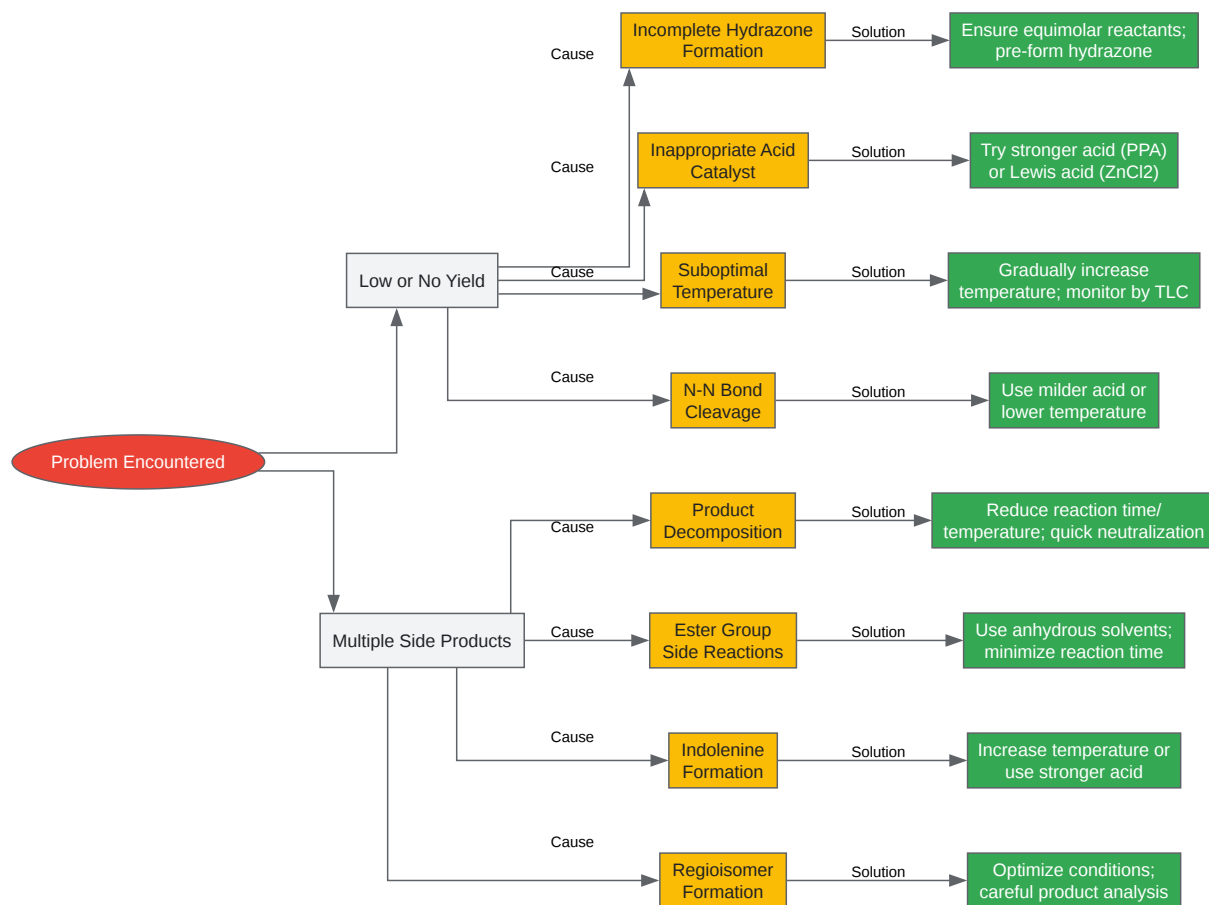 Cause
Incomplete Hydrazone
Formation
Solution
Ensure equimolar reactants;
pre-form hydrazone
Cause
Inappropriate Acid
Catalyst
Solution
Try stronger acid (PPA)
or Lewis acid (ZnCl2)
Low or No Yield
Cause
Suboptimal
Temperature
Solution
Gradually increase
temperature; monitor by TLC
Cause
N-N Bond
Cleavage
Solution
Use milder acid or
lower temperature
Problem Encountered
Cause
Product
Decomposition
Solution
Reduce reaction time/
temperature; quick neutralization
Multiple Side Products
Cause
Ester Group
Side Reactions
Solution
Use anhydrous solvents;
minimize reaction time
Cause
Indolenine
Formation
Solution
Increase temperature or
use stronger acid
Cause
Regioisomer
Formation
Solution
Optimize conditions;
careful product analysis